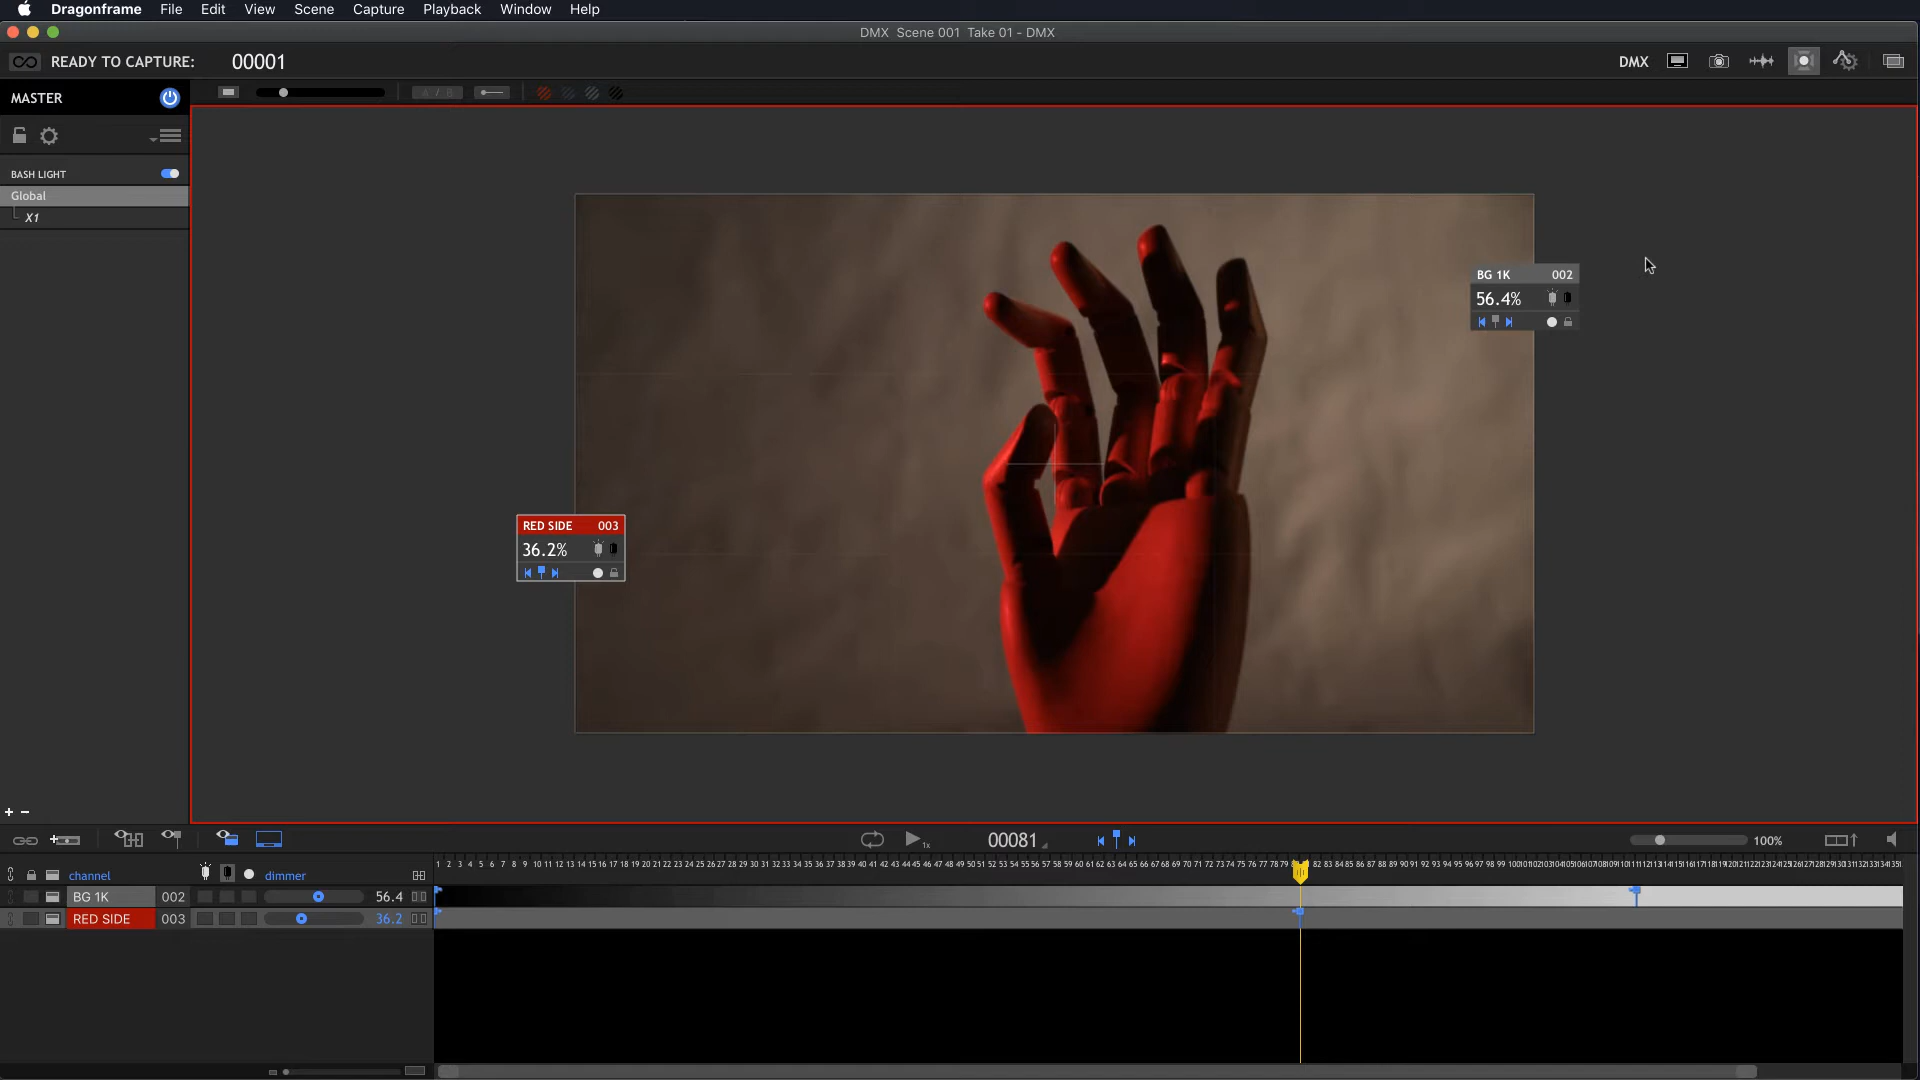 Dragonframe File Edit View Scene Capture Playback Window Help
DMX Scene 001 Take 01 - DMX
READY TO CAPTURE: 00001 DMX
MASTER
A / B
BASH LIGHT
Global
X1
BG 1K 002
56.4%
RED SIDE 003
36.2%
+ -
1x 00081 100%
channel dimmer
BG 1K 002 56.4
RED SIDE 003 36.2